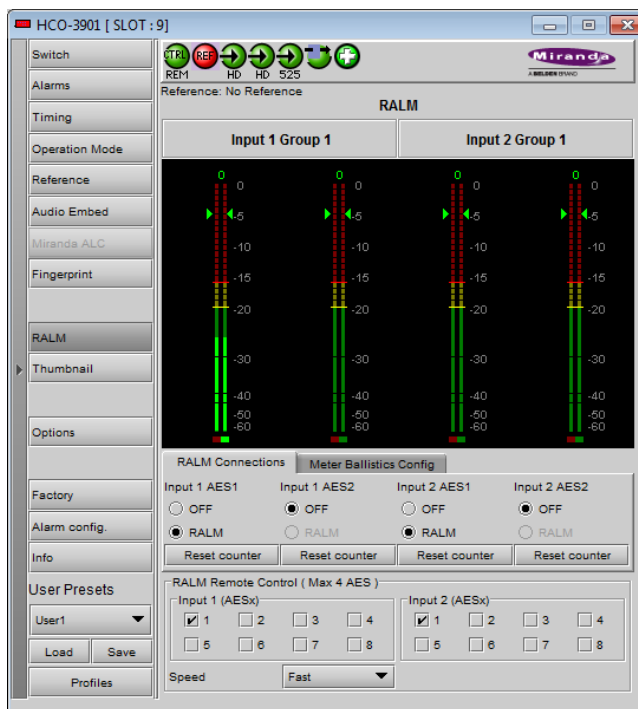 HCO-3901 [ SLOT : 9]
Switch
Alarms
Timing
Operation Mode
Reference
Audio Embed
Miranda ALC
Fingerprint
RALM
Thumbnail
Options
Factory
Alarm config.
Info
User Presets
User1
Load Save
Profiles
CTRL REF
REM HD HD 525
Miranda
A BELDEN BRAND
Reference: No Reference
RALM
Input 1 Group 1 Input 2 Group 1
0 0 0 0
0 0 0 0
-5 -5 -5 -5
-10 -10 -10 -10
-15 -15 -15 -15
-20 -20 -20 -20
-30 -30 -30 -30
-40 -40 -40 -40
-50 -50 -50 -50
-60 -60 -60 -60
RALM Connections Meter Ballistics Config
Input 1 AES1 Input 1 AES2 Input 2 AES1 Input 2 AES2
OFF OFF OFF OFF
RALM RALM RALM RALM
Reset counter Reset counter Reset counter Reset counter
RALM Remote Control ( Max 4 AES )
Input 1 (AESx) Input 2 (AESx)
1 2 3 4 1 2 3 4
5 6 7 8 5 6 7 8
Speed Fast